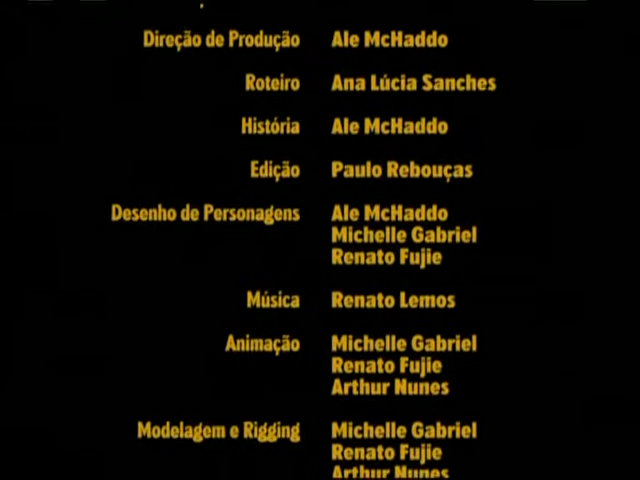 Direção de Produção Ale McHaddo
Roteiro Ana Lúcia Sanches
História Ale McHaddo
Edição Paulo Rebouças
Desenho de Personagens Ale McHaddo
Michelle Gabriel
Renato Fujie
Música Renato Lemos
Animação Michelle Gabriel
Renato Fujie
Arthur Nunes
Modelagem e Rigging Michelle Gabriel
Renato Fujie
Arthur Nunes